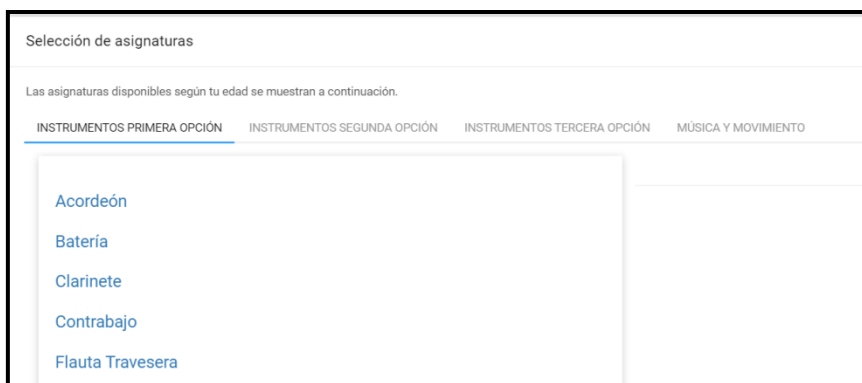 Selección de asignaturas
Las asignaturas disponibles según tu edad se muestran a continuación.
INSTRUMENTOS PRIMERA OPCIÓN INSTRUMENTOS SEGUNDA OPCIÓN INSTRUMENTOS TERCERA OPCIÓN MÚSICA Y MOVIMIENTO
Acordeón
Batería
Clarinete
Contrabajo
Flauta Travesera